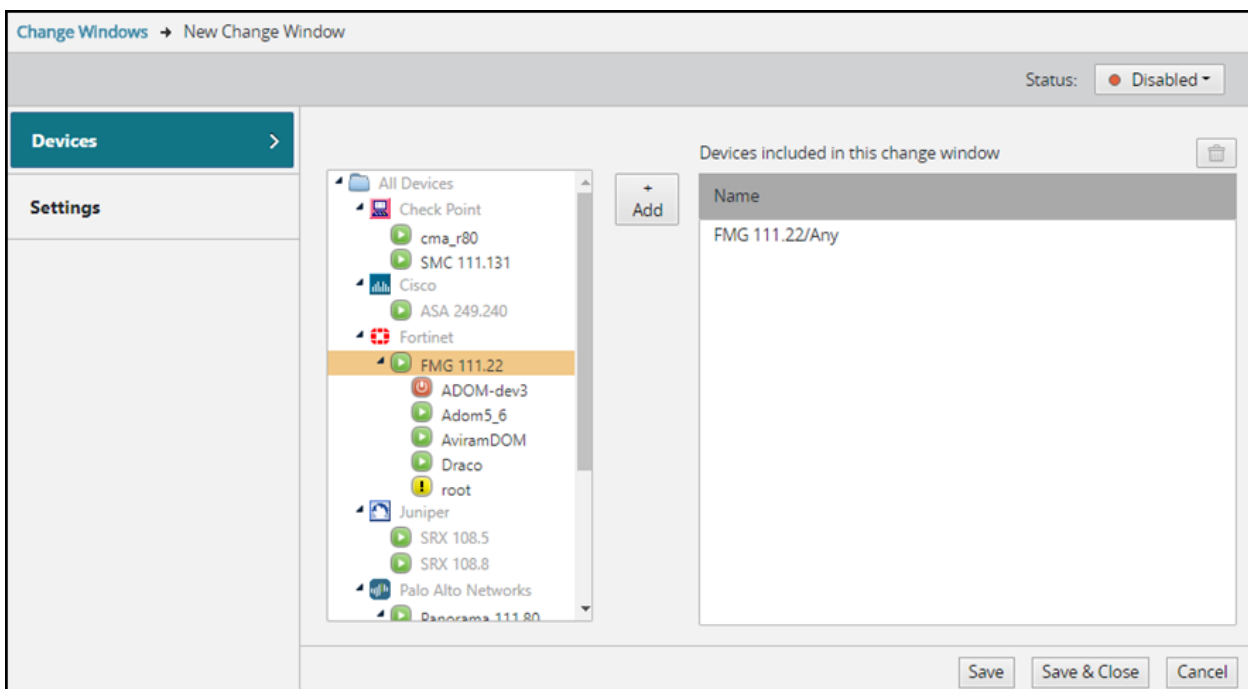 Change Windows → New Change Window
Status: Disabled
Devices
Settings
All Devices
Check Point
cma_r80
SMC 111.131
Cisco
ASA 249.240
Fortinet
FMG 111.22
ADOM-dev3
Adom5_6
AviramDOM
Draco
root
Juniper
SRX 108.5
SRX 108.8
Palo Alto Networks
Panorama 111.80
+
Add
Devices included in this change window
Name
FMG 111.22/Any
Save Save & Close Cancel